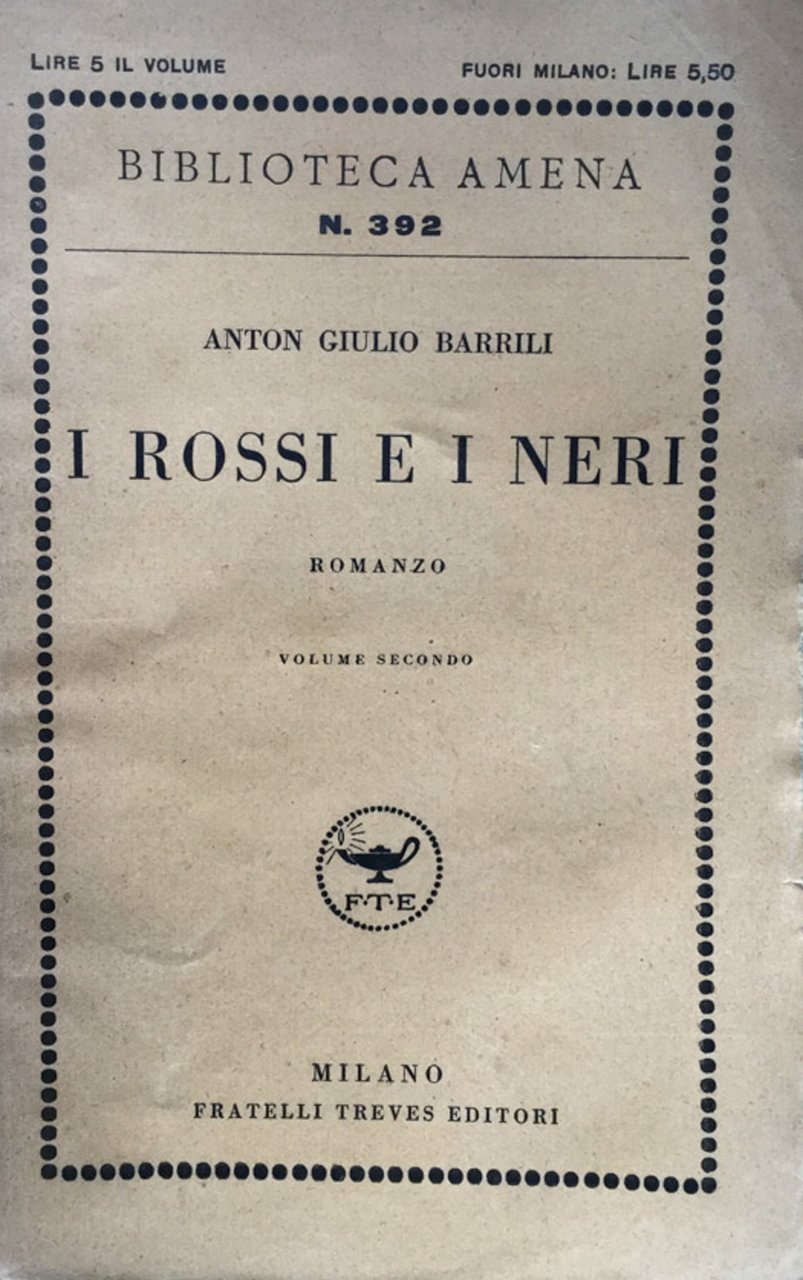 LIRE 5 IL VOLUME
FUORI MILANO: LIRE 5,50
BIBLIOTECA AMENA
N. 392
ANTON GIULIO BARRILI
I ROSSI E I NERI
ROMANZO
VOLUME SECONDO
F·T·E
MILANO
FRATELLI TREVES EDITORI